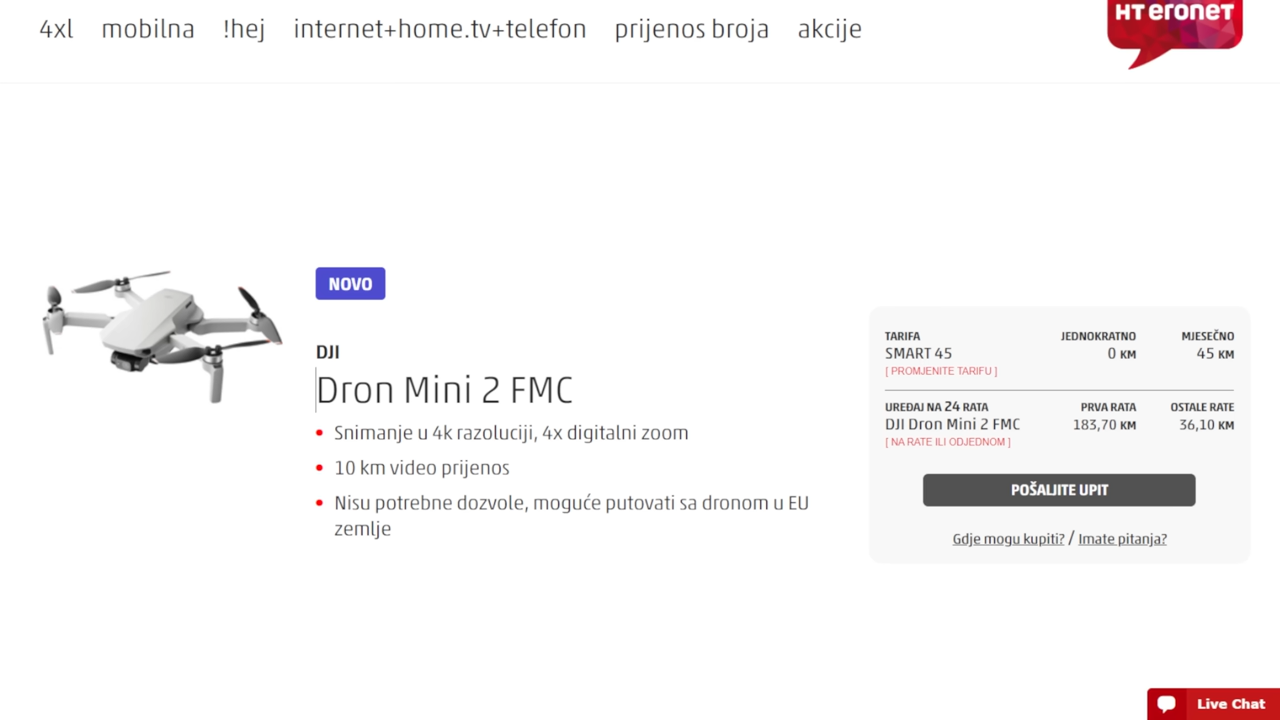 4xl mobilna !hej internet+home.tv+telefon prijenos broja akcije
HT eronet
NOVO
DJI
Dron Mini 2 FMC
Snimanje u 4k razoluciji, 4x digitalni zoom
10 km video prijenos
Nisu potrebne dozvole, moguće putovati sa dronom u EU
zemlje
TARIFA JEDNOKRATNO MJESEČNO
SMART 45 0 KM 45 KM
[ PROMJENITE TARIFU ]
UREĐAJ NA 24 RATA PRVA RATA OSTALE RATE
DJI Dron Mini 2 FMC 183,70 KM 36,10 KM
[ NA RATE ILI ODJEDNOM ]
POŠALJITE UPIT
Gdje mogu kupiti? / Imate pitanja?
Live Chat